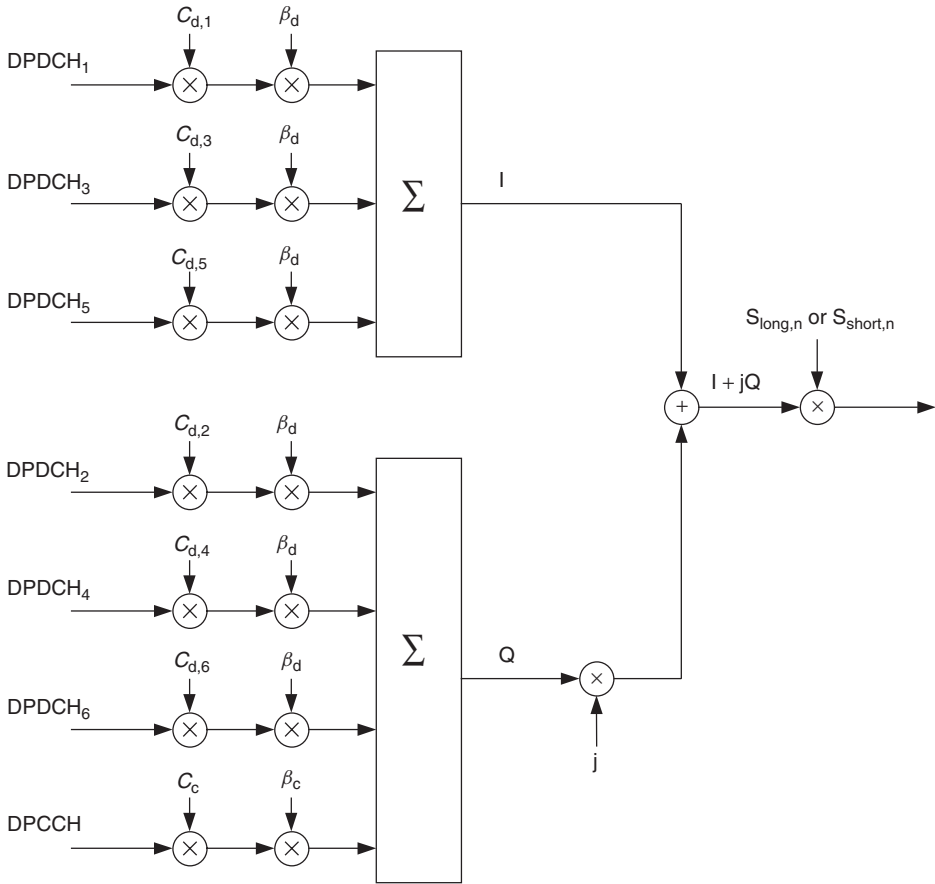 C_d,1 β_d
DPDCH_1
× ×
C_d,3 β_d
DPDCH_3
× × Σ I
C_d,5 β_d
DPDCH_5
× ×
S_long,n or S_short,n
I + jQ
+ ×
C_d,2 β_d
DPDCH_2
× ×
C_d,4 β_d
DPDCH_4
× ×
Σ Q
C_d,6 β_d
×
DPDCH_6
× ×
j
C_c β_c
DPCCH
× ×